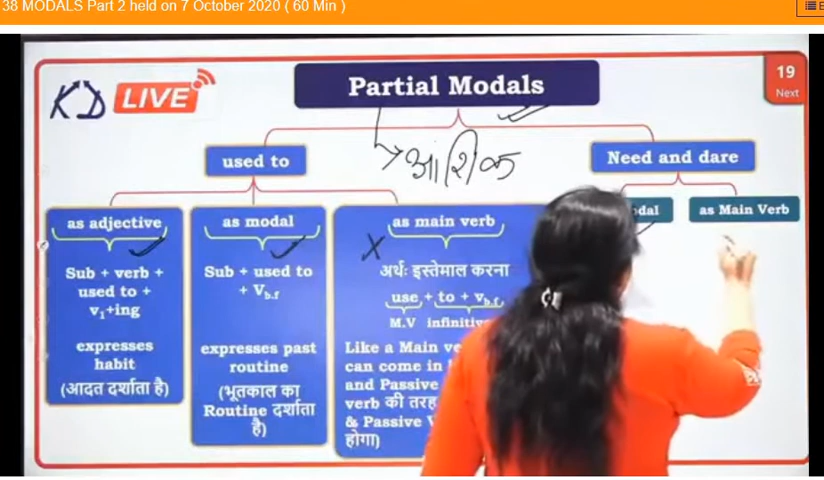 38 MODALS Part 2 held on 7 October 2020 ( 60 Min )
KD LIVE
Partial Modals
19
Next
आंशिक
used to
Need and dare
as adjective
Sub + verb +
used to +
v₁+ing
expresses
habit
(आदत दर्शाता है)
as modal
Sub + used to
+ V₆.f
expresses past
routine
(भूतकाल का
Routine दर्शाता
है)
as main verb
अर्थः इस्तेमाल करना
use + to + v
M.V
Like a Main
can come in
and Passive
verb की तरह
& Passive
होगा)
as Main Verb